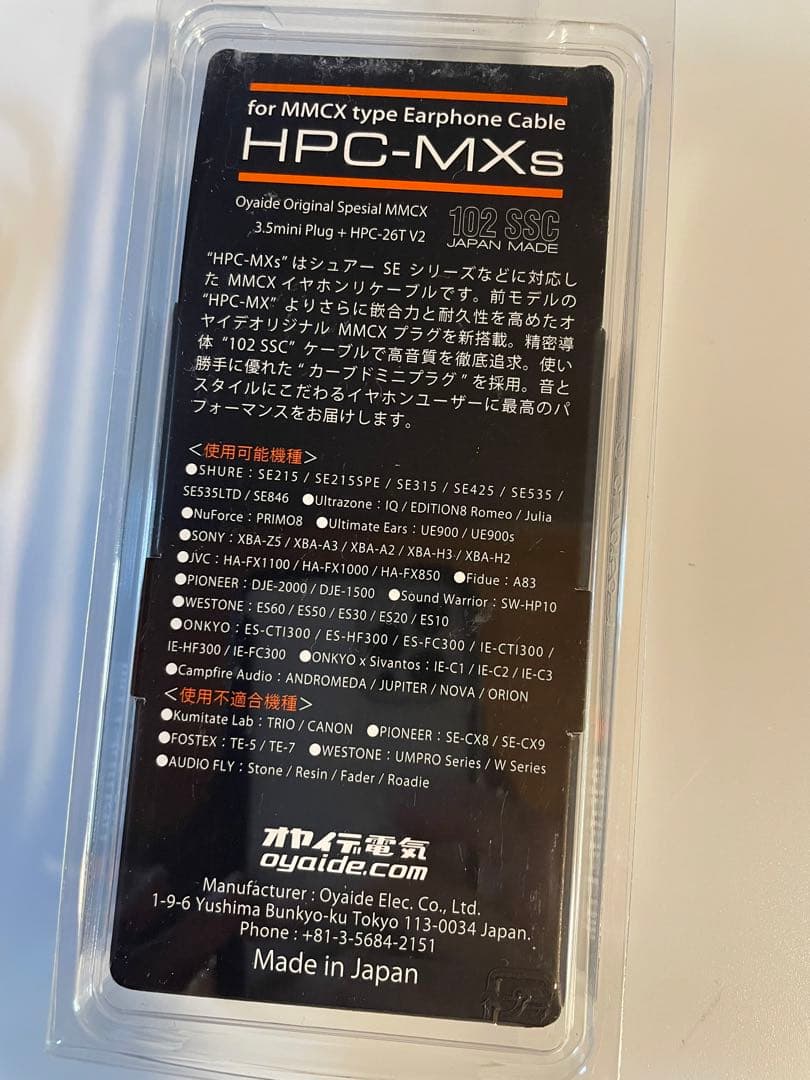 for MMCX type Earphone Cable
HPC-MXs
Oyaide Original Spesial MMCX
3.5mini Plug + HPC-26T V2
102 SSC
JAPAN MADE
“HPC-MXs” はシュアー SE シリーズなどに対応し
た MMCX イヤホンリケーブルです。前モデルの
“HPC-MX” よりさらに嵌合力と耐久性を高めたオ
ヤイデオリジナル MMCX プラグを新搭載。精密導
体 “102 SSC” ケーブルで高音質を徹底追求。使い
勝手に優れた “ カーブドミニプラグ ” を採用。音と
スタイルにこだわるイヤホンユーザーに最高のパ
フォーマンスをお届けします。
＜使用可能機種＞
●SHURE : SE215 / SE215SPE / SE315 / SE425 / SE535 /
SE535LTD / SE846 ●Ultrazone : IQ / EDITION8 Romeo / Julia
●NuForce : PRIMO8 ●Ultimate Ears : UE900 / UE900s
●SONY : XBA-Z5 / XBA-A3 / XBA-A2 / XBA-H3 / XBA-H2
●JVC : HA-FX1100 / HA-FX1000 / HA-FX850 ●Fidue : A83
●PIONEER : DJE-2000 / DJE-1500 ●Sound Warrior : SW-HP10
●WESTONE : ES60 / ES50 / ES30 / ES20 / ES10
●ONKYO : ES-CTI300 / ES-HF300 / ES-FC300 / IE-CTI300 /
IE-HF300 / IE-FC300 ●ONKYO x Sivantos : IE-C1 / IE-C2 / IE-C3
●Campfire Audio : ANDROMEDA / JUPITER / NOVA / ORION
＜使用不適合機種＞
●Kumitate Lab : TRIO / CANON ●PIONEER : SE-CX8 / SE-CX9
●FOSTEX : TE-5 / TE-7 ●WESTONE : UMPRO Series / W Series
●AUDIO FLY : Stone / Resin / Fader / Roadie
オヤイデ電気
oyaide.com
Manufacturer : Oyaide Elec. Co., Ltd.
1-9-6 Yushima Bunkyo-ku Tokyo 113-0034 Japan.
Phone : +81-3-5684-2151
Made in Japan